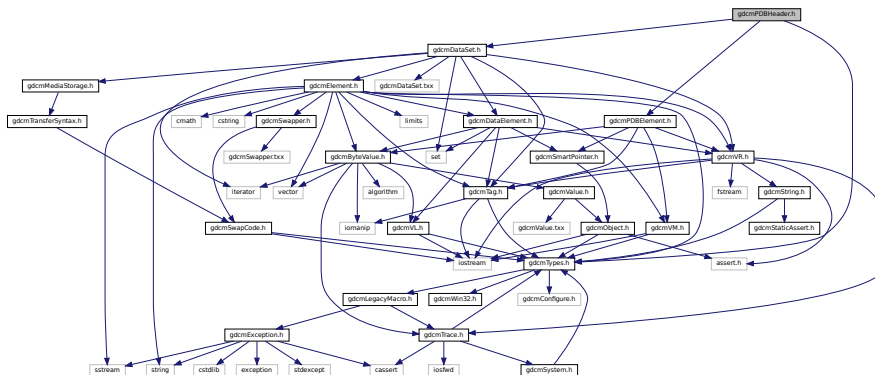 gdcmPDBHeader.h
gdcmDataSet.h
gdcmMediaStorage.h
gdcmElement.h
gdcmDataSet.txx
gdcmTransferSyntax.h
cmath
cstring
gdcmSwapper.h
limits
gdcmDataElement.h
gdcmPDBElement.h
gdcmSwapper.txx
gdcmByteValue.h
set
gdcmSmartPointer.h
gdcmVR.h
iterator
vector
algorithm
gdcmTag.h
gdcmValue.h
fstream
gdcmString.h
gdcmSwapCode.h
iomanip
gdcmVL.h
gdcmValue.txx
gdcmObject.h
gdcmVM.h
gdcmStaticAssert.h
iostream
gdcmTypes.h
assert.h
gdcmLegacyMacro.h
gdcmWin32.h
gdcmConfigure.h
gdcmException.h
gdcmTrace.h
sstream
string
cstdlib
exception
stdexcept
cassert
iosfwd
gdcmSystem.h